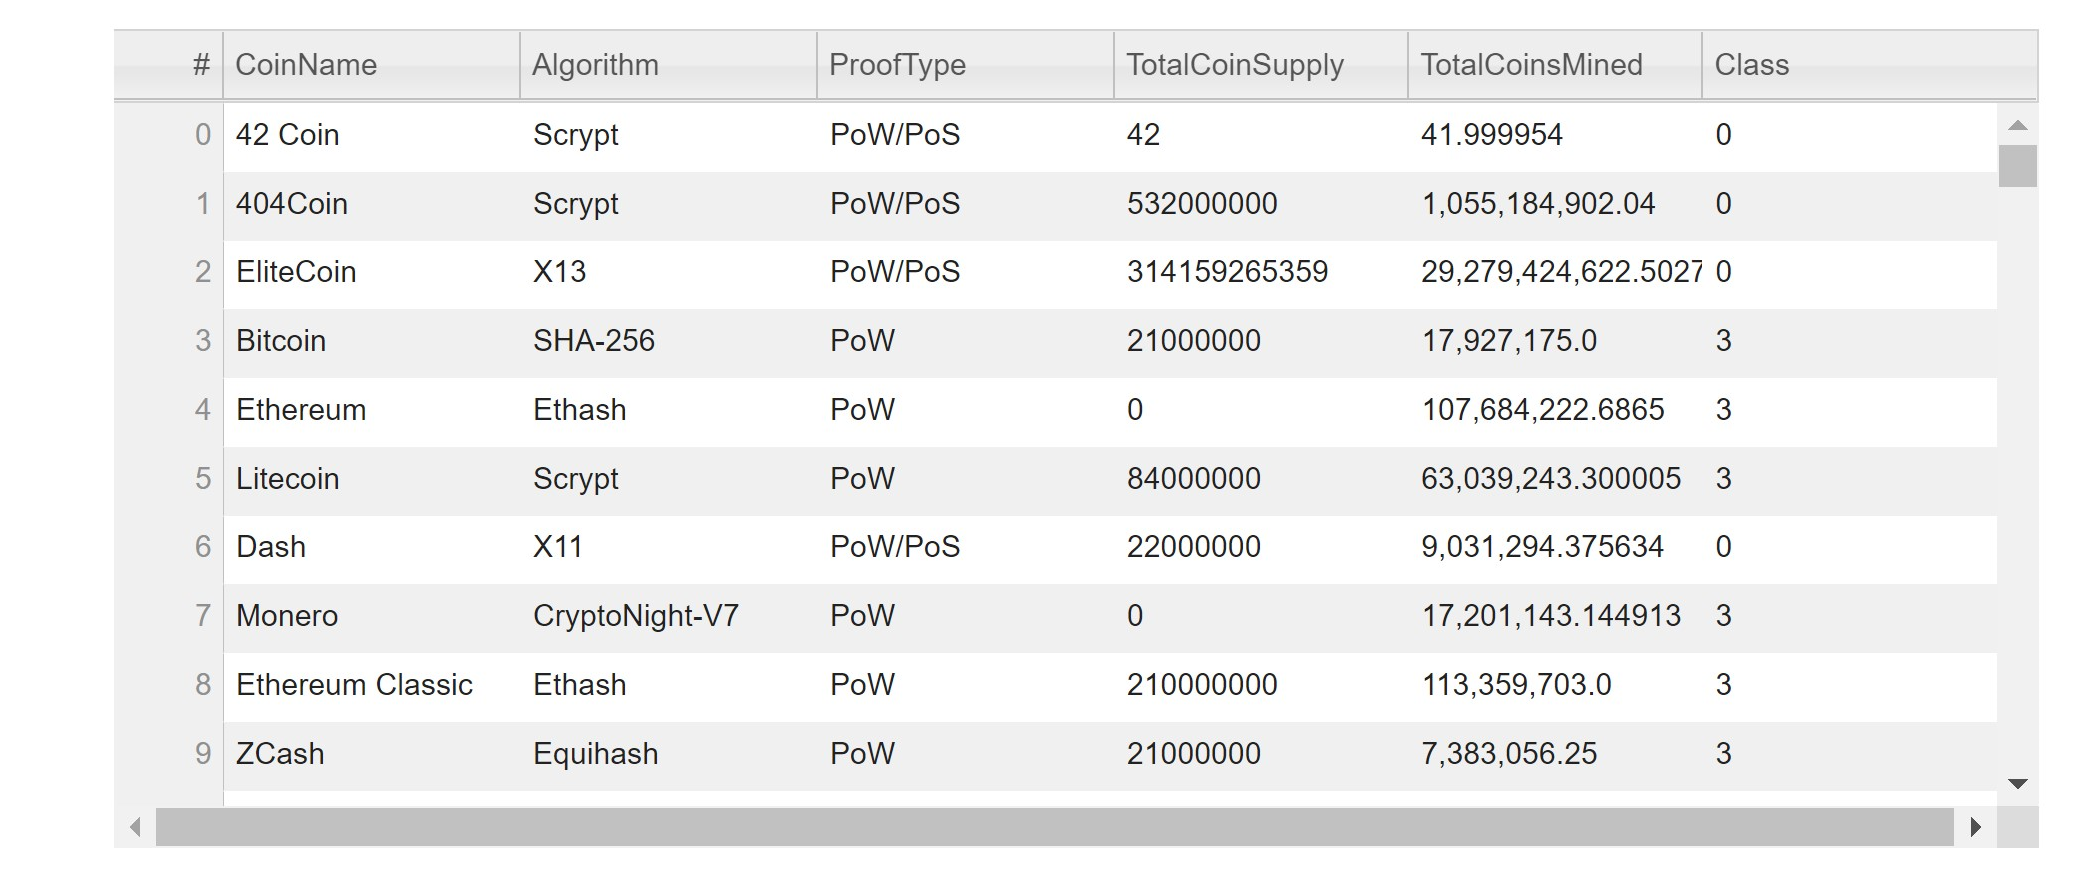 # CoinName Algorithm ProofType TotalCoinSupply TotalCoinsMined Class
0 42 Coin Scrypt PoW/PoS 42 41.999954 0
1 404Coin Scrypt PoW/PoS 532000000 1,055,184,902.04 0
2 EliteCoin X13 PoW/PoS 314159265359 29,279,424,622.5027 0
3 Bitcoin SHA-256 PoW 21000000 17,927,175.0 3
4 Ethereum Ethash PoW 0 107,684,222.6865 3
5 Litecoin Scrypt PoW 84000000 63,039,243.300005 3
6 Dash X11 PoW/PoS 22000000 9,031,294.375634 0
7 Monero CryptoNight-V7 PoW 0 17,201,143.144913 3
8 Ethereum Classic Ethash PoW 210000000 113,359,703.0 3
9 ZCash Equihash PoW 21000000 7,383,056.25 3